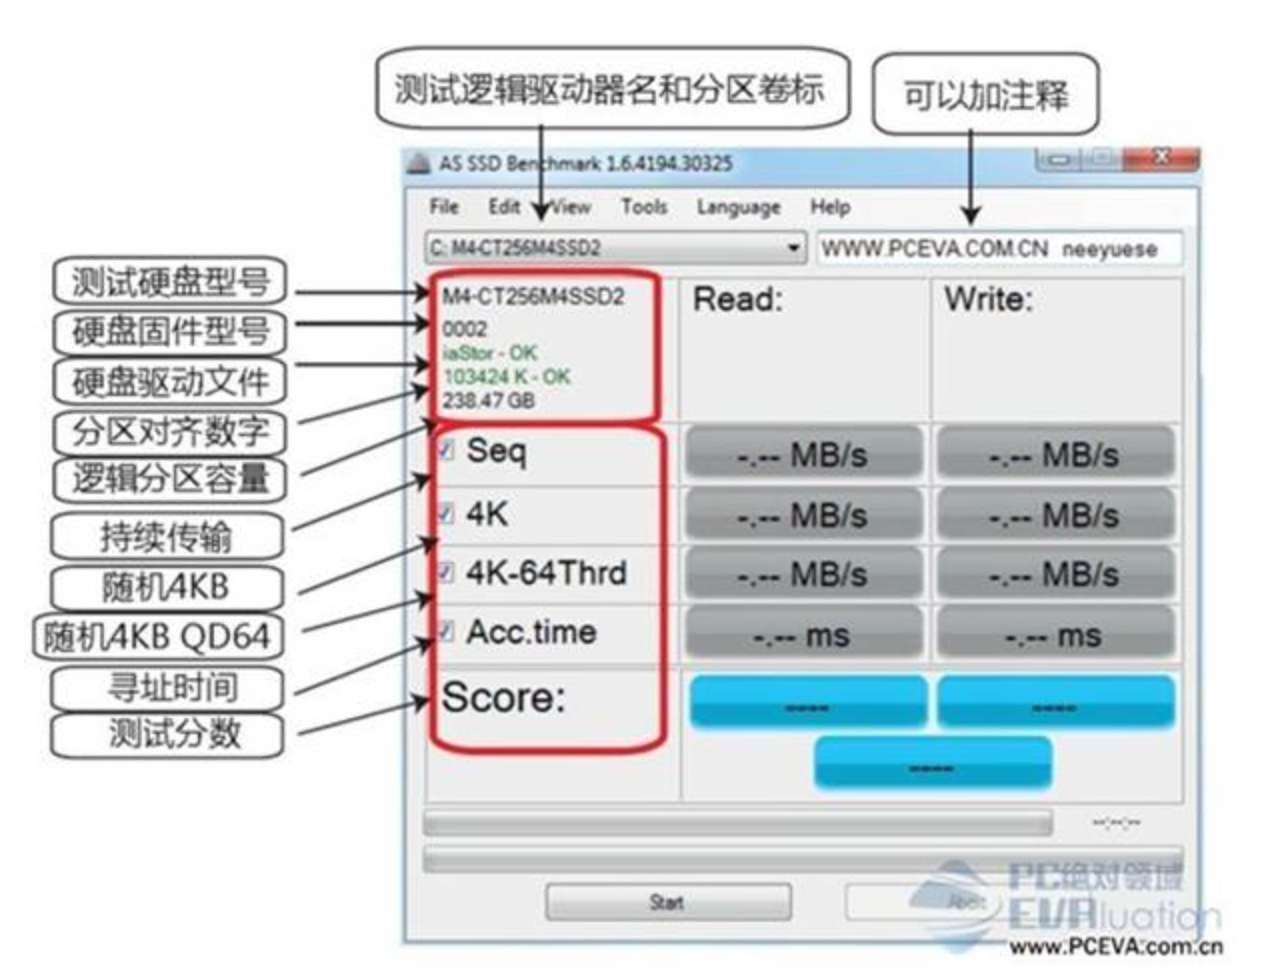 测试逻辑驱动器名和分区卷标
可以加注释
AS SSD Benchmark 1.6.4194.30325
File Edit View Tools Language Help
C: M4-CT256M4SSD2
WWW.PCEVA.COM.CN neeyuese
测试硬盘型号
硬盘固件型号
硬盘驱动文件
分区对齐数字
逻辑分区容量
持续传输
随机4KB
随机4KB QD64
寻址时间
测试分数
M4-CT256M4SSD2
0002
iaStor - OK
103424 K - OK
238.47 GB
Read:
Write:
Seq
-.-- MB/s
-.-- MB/s
4K
-.-- MB/s
-.-- MB/s
4K-64Thrd
-.-- MB/s
-.-- MB/s
Acc.time
-.-- ms
-.-- ms
Score:
----
----
----
--:--:--
Start
Abort
PC绝对领域
EVAluation
www.PCEVA.com.cn